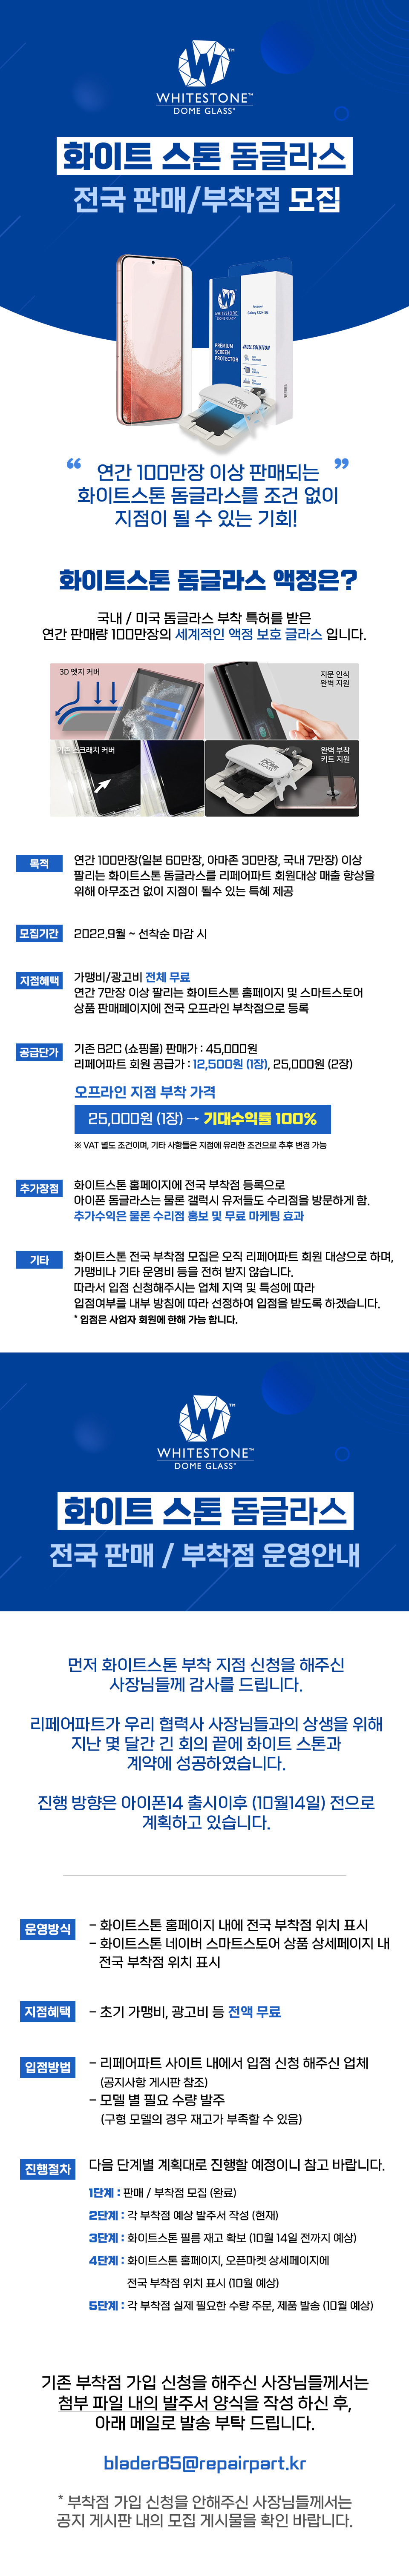 WHITESTONE™
DOME GLASS®
화이트 스톤 돔글라스
전국 판매/부착점 모집
WHITESTONE
DOME GLASS
PREMIUM
SCREEN
PROTECTOR
“ 연간 100만장 이상 판매되는 ”
화이트스톤 돔글라스를 조건 없이
지점이 될 수 있는 기회!
화이트스톤 돔글라스 액정은?
국내 / 미국 돔글라스 부착 특허를 받은
연간 판매량 100만장의 세계적인 액정 보호 글라스 입니다.
3D 엣지 커버
지문 인식
완벽 지원
기존 스크래치 커버
완벽 부착
키트 지원
목적
연간 100만장(일본 60만장, 아마존 30만장, 국내 7만장) 이상
팔리는 화이트스톤 돔글라스를 리페어파트 회원대상 매출 향상을
위해 아무조건 없이 지점이 될수 있는 특혜 제공
모집기간
2022.9월 ~ 선착순 마감 시
지점혜택
가맹비/광고비 전체 무료
연간 7만장 이상 팔리는 화이트스톤 홈페이지 및 스마트스토어
상품 판매페이지에 전국 오프라인 부착점으로 등록
공급단가
기존 B2C (쇼핑몰) 판매가 : 45,000원
리페어파트 회원 공급가 : 12,500원 (1장), 25,000원 (2장)
오프라인 지점 부착 가격
25,000원 (1장) → 기대수익률 100%
※ VAT 별도 조건이며, 기타 사항들은 지점에 유리한 조건으로 추후 변경 가능
추가장점
화이트스톤 홈페이지에 전국 부착점 등록으로
아이폰 돔글라스는 물론 갤럭시 유저들도 수리점을 방문하게 함.
추가수익은 물론 수리점 홍보 및 무료 마케팅 효과
기타
화이트스톤 전국 부착점 모집은 오직 리페어파트 회원 대상으로 하며,
가맹비나 기타 운영비 등을 전혀 받지 않습니다.
따라서 입점 신청해주시는 업체 지역 및 특성에 따라
입점여부를 내부 방침에 따라 선정하여 입점을 받도록 하겠습니다.
* 입점은 사업자 회원에 한해 가능 합니다.
WHITESTONE™
DOME GLASS®
화이트 스톤 돔글라스
전국 판매 / 부착점 운영안내
먼저 화이트스톤 부착 지점 신청을 해주신
사장님들께 감사를 드립니다.
리페어파트가 우리 협력사 사장님들과의 상생을 위해
지난 몇 달간 긴 회의 끝에 화이트 스톤과
계약에 성공하였습니다.
진행 방향은 아이폰14 출시이후 (10월14일) 전으로
계획하고 있습니다.
운영방식
- 화이트스톤 홈페이지 내에 전국 부착점 위치 표시
- 화이트스톤 네이버 스마트스토어 상품 상세페이지 내
전국 부착점 위치 표시
지점혜택
- 초기 가맹비, 광고비 등 전액 무료
입점방법
- 리페어파트 사이트 내에서 입점 신청 해주신 업체
(공지사항 게시판 참조)
- 모델 별 필요 수량 발주
(구형 모델의 경우 재고가 부족할 수 있음)
진행절차
다음 단계별 계획대로 진행할 예정이니 참고 바랍니다.
1단계 : 판매 / 부착점 모집 (완료)
2단계 : 각 부착점 예상 발주서 작성 (현재)
3단계 : 화이트스톤 필름 재고 확보 (10월 14일 전까지 예상)
4단계 : 화이트스톤 홈페이지, 오픈마켓 상세페이지에
전국 부착점 위치 표시 (10월 예상)
5단계 : 각 부착점 실제 필요한 수량 주문, 제품 발송 (10월 예상)
기존 부착점 가입 신청을 해주신 사장님들께서는
첨부 파일 내의 발주서 양식을 작성 하신 후,
아래 메일로 발송 부탁 드립니다.
blader85@repairpart.kr
* 부착점 가입 신청을 안해주신 사장님들께서는
공지 게시판 내의 모집 게시물을 확인 바랍니다.